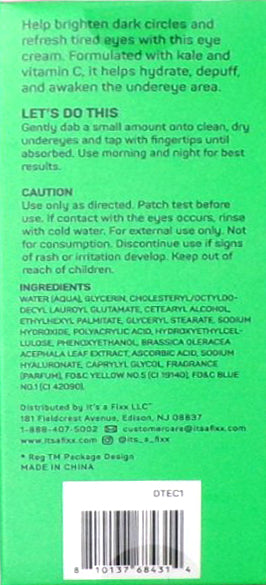 Help brighten dark circles and
refresh tired eyes with this eye
cream. Formulated with kale and
vitamin C, it helps hydrate, depuff,
and awaken the undereye area.
LET'S DO THIS
Gently dab a small amount onto clean, dry
undereyes and tap with fingertips until
absorbed. Use morning and night for best
results.
CAUTION
Use only as directed. Patch test before
use. If contact with the eyes occurs, rinse
with cold water. For external use only. Not
for consumption. Discontinue use if signs
of rash or irritation develop. Keep out of
reach of children.
INGREDIENTS
WATER (AQUA), GLYCERIN, CHOLESTERYL/OCTYLDO-
DECYL LAUROYL GLUTAMATE, CETEARYL ALCOHOL,
ETHYLHEXYL PALMITATE, GLYCERYL STEARATE, SODIUM
HYDROXIDE, POLYACRYLIC ACID, HYDROXYETHYLCEL-
LULOSE, PHENOXYETHANOL, BRASSICA OLERACEA
ACEPHALA LEAF EXTRACT, ASCORBIC ACID, SODIUM
HYALURONATE, CAPRYLYL GLYCOL, FRAGRANCE
(PARFUM), FD&C YELLOW NO.5 (CI 19140), FD&C BLUE
NO.1 (CI 42090).
Distributed by It's a Fixx LLC
181 Fieldcrest Avenue, Edison, NJ 08837
1-888-407-5002 customercare@itsafixx.com
www.itsafixx.com @its_a_fixx
* Reg TM Package Design
MADE IN CHINA
DTEC1
8 10137 68431 4